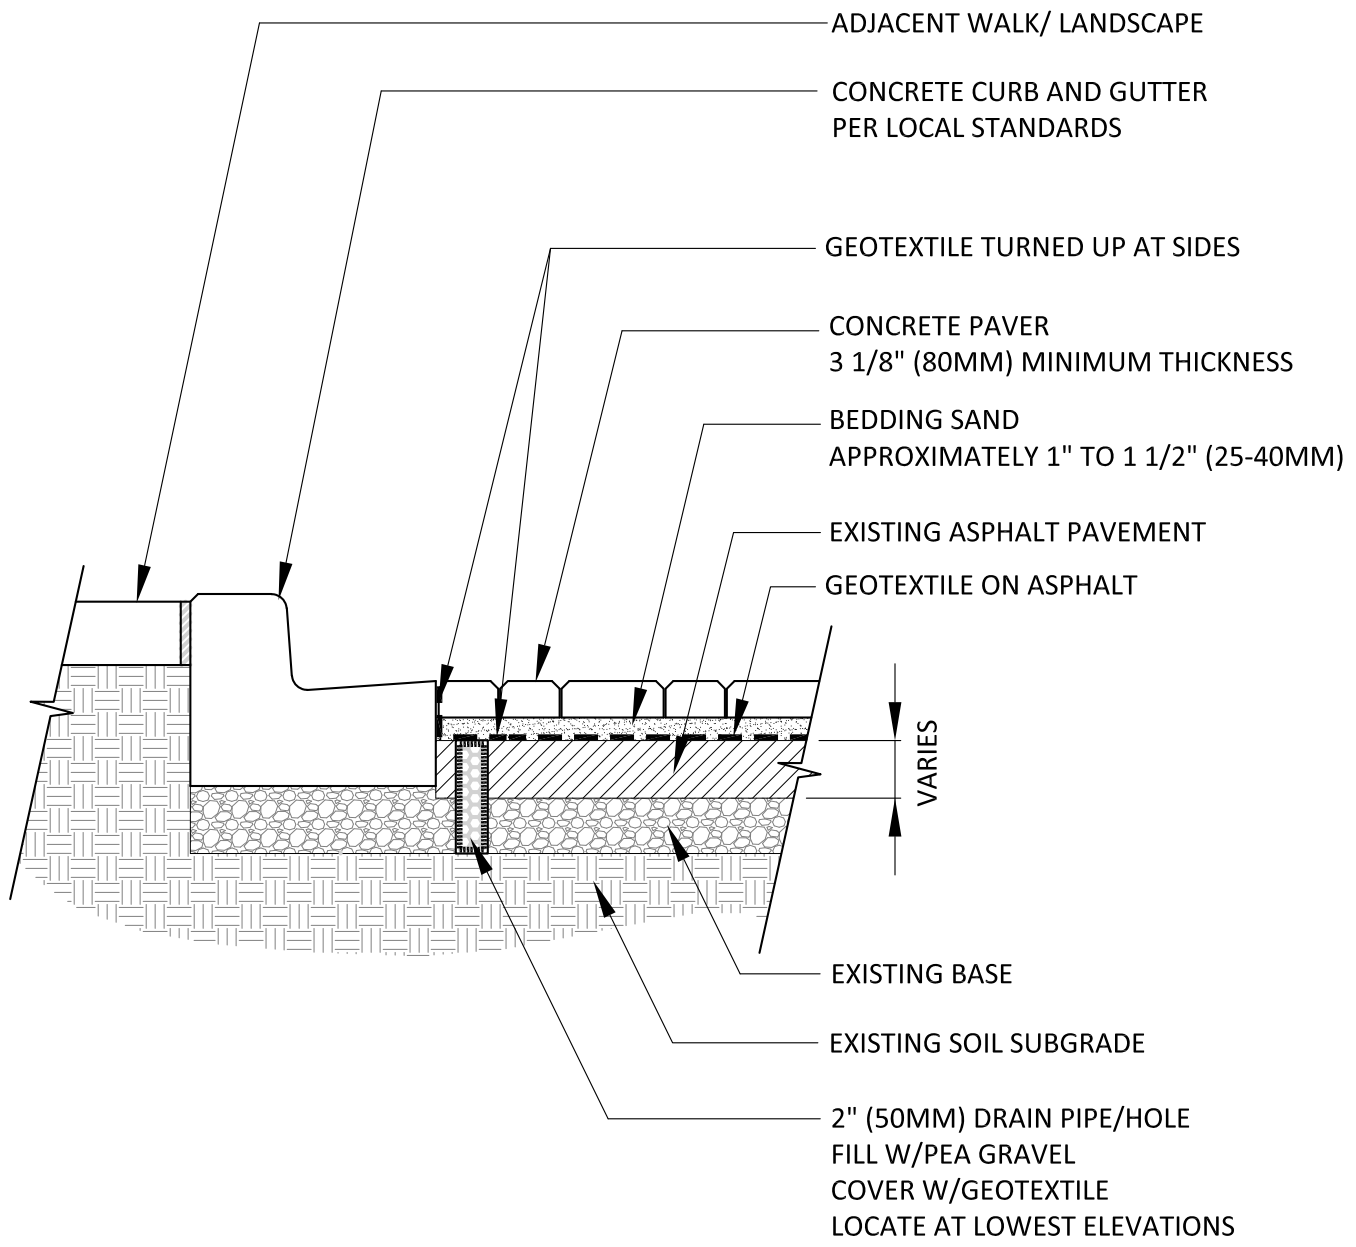 ADJACENT WALK/ LANDSCAPE
CONCRETE CURB AND GUTTER
PER LOCAL STANDARDS
GEOTEXTILE TURNED UP AT SIDES
CONCRETE PAVER
3 1/8" (80MM) MINIMUM THICKNESS
BEDDING SAND
APPROXIMATELY 1" TO 1 1/2" (25-40MM)
EXISTING ASPHALT PAVEMENT
GEOTEXTILE ON ASPHALT
VARIES
EXISTING BASE
EXISTING SOIL SUBGRADE
2" (50MM) DRAIN PIPE/HOLE
FILL W/PEA GRAVEL
COVER W/GEOTEXTILE
LOCATE AT LOWEST ELEVATIONS